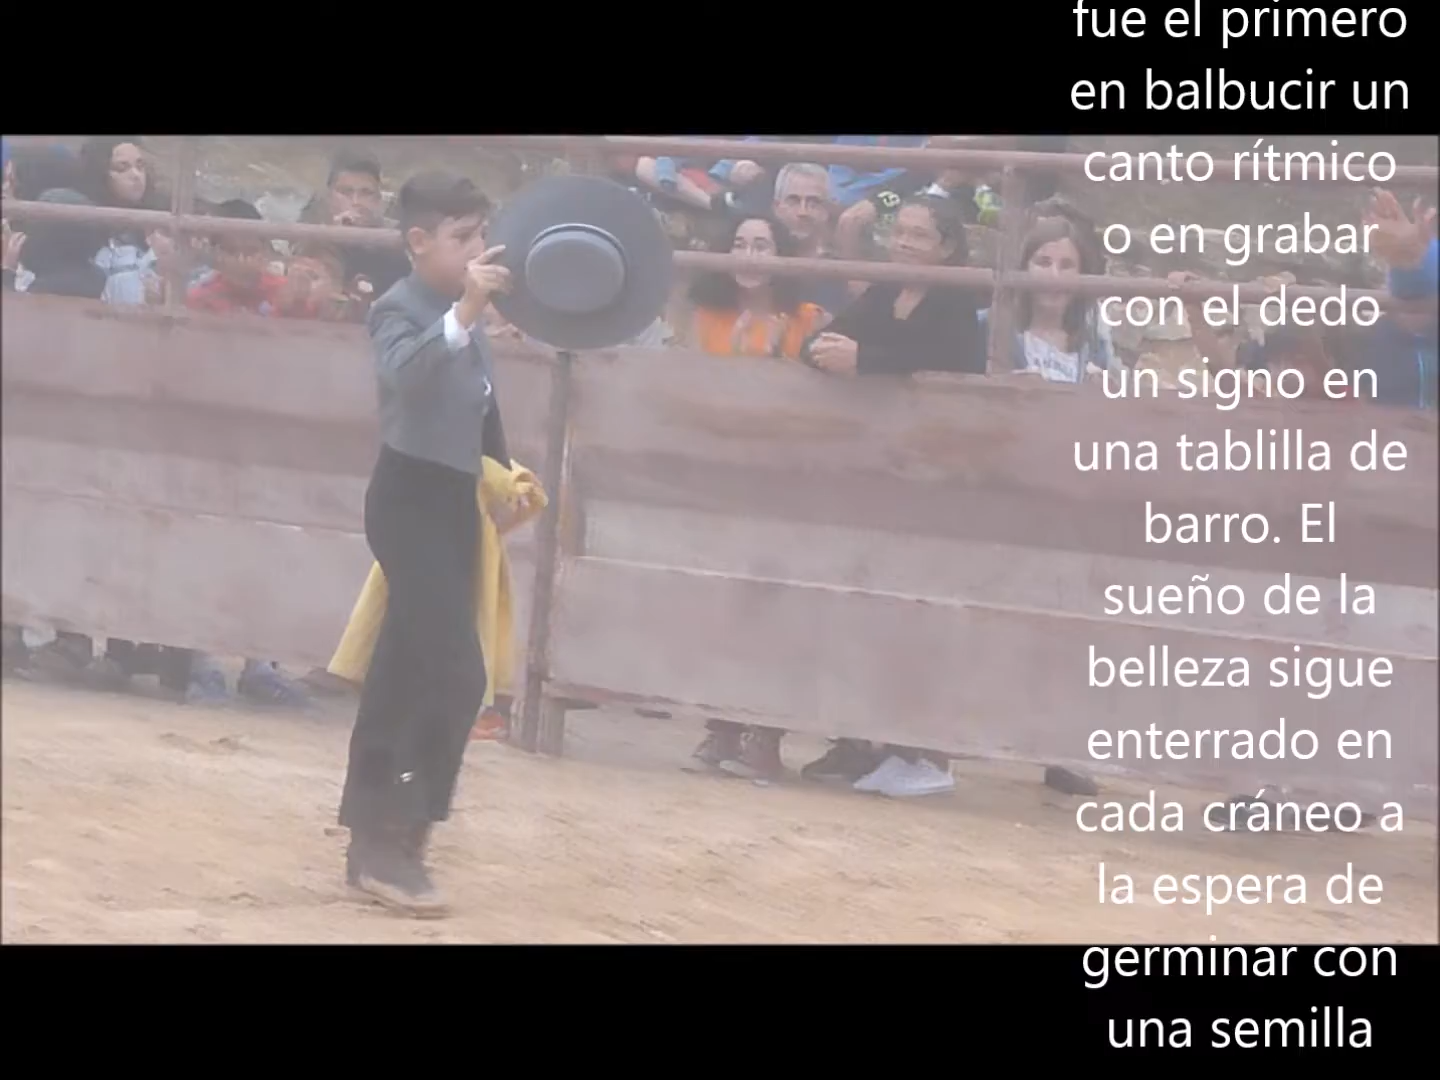 fue el primero
en balbucir un
canto rítmico
o en grabar
con el dedo
un signo en
una tablilla de
barro. El
sueño de la
belleza sigue
enterrado en
cada cráneo a
la espera de
germinar con
una semilla